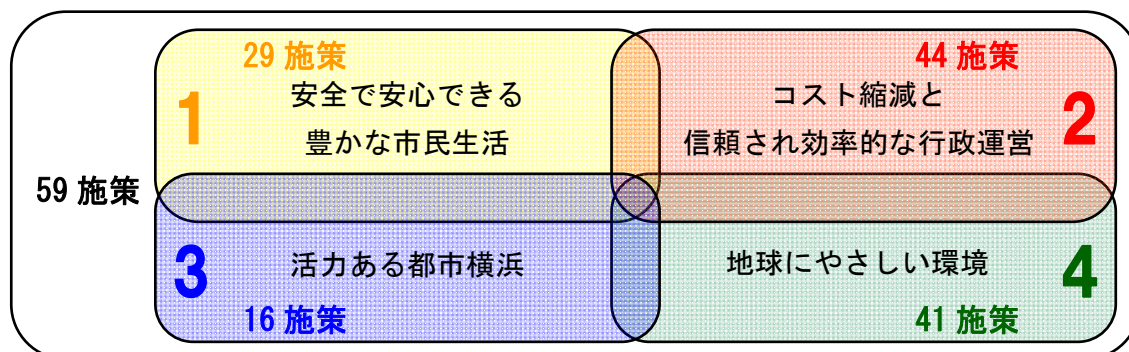 59 施策
29 施策
1
安全で安心できる
豊かな市民生活
44 施策
コスト縮減と
信頼され効率的な行政運営
2
3
活力ある都市横浜
16 施策
地球にやさしい環境
4
41 施策